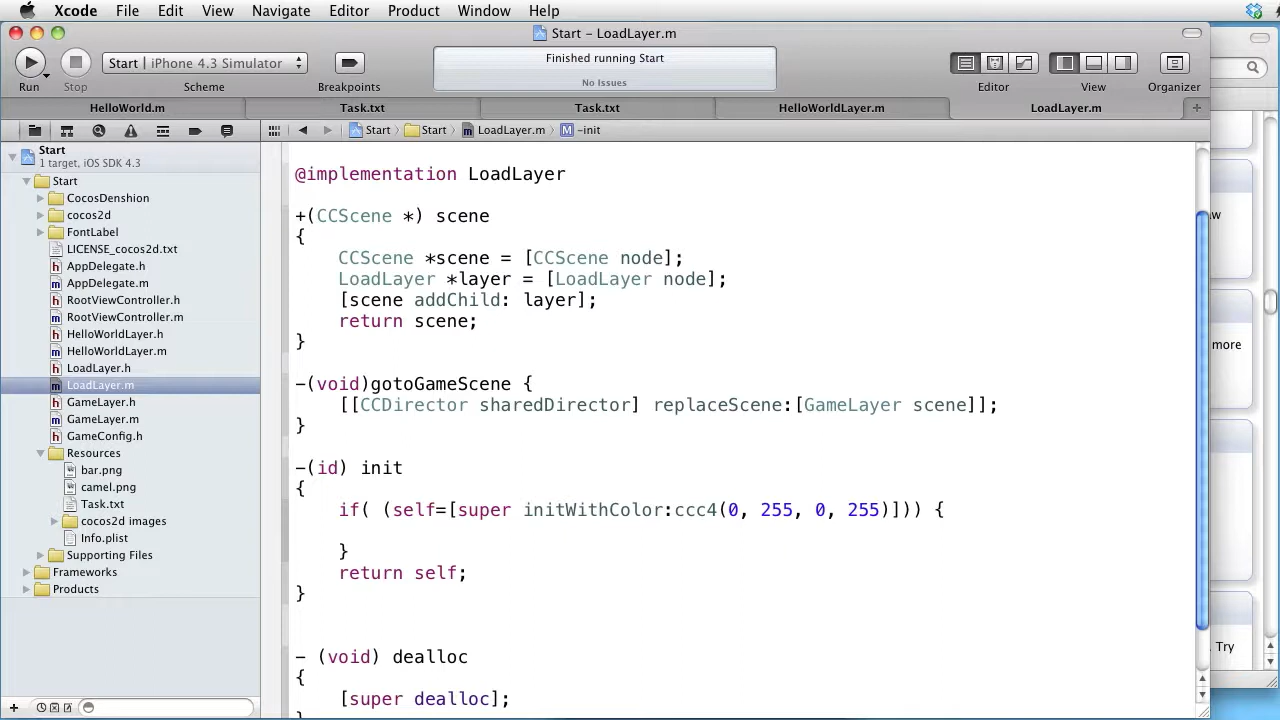 Xcode File Edit View Navigate Editor Product Window Help
Start - LoadLayer.m
Run Stop
Start | iPhone 4.3 Simulator
Scheme
Breakpoints
Finished running Start
No Issues
Editor
View
Organizer
HelloWorld.m Task.txt Task.txt HelloWorldLayer.m LoadLayer.m +
Start Start LoadLayer.m M -init
Start
1 target, iOS SDK 4.3
Start
CocosDenshion
cocos2d
FontLabel
LICENSE_cocos2d.txt
h AppDelegate.h
m AppDelegate.m
h RootViewController.h
m RootViewController.m
h HelloWorldLayer.h
m HelloWorldLayer.m
h LoadLayer.h
m LoadLayer.m
h GameLayer.h
m GameLayer.m
h GameConfig.h
Resources
bar.png
camel.png
Task.txt
cocos2d images
Info.plist
Supporting Files
Frameworks
Products
@implementation LoadLayer
+(CCScene *) scene
{
CCScene *scene = [CCScene node];
LoadLayer *layer = [LoadLayer node];
[scene addChild: layer];
return scene;
}
-(void)gotoGameScene {
[[CCDirector sharedDirector] replaceScene:[GameLayer scene]];
}
-(id) init
{
if( (self=[super initWithColor:ccc4(0, 255, 0, 255)])) {
}
return self;
}
- (void) dealloc
{
[super dealloc];
}
more
Try